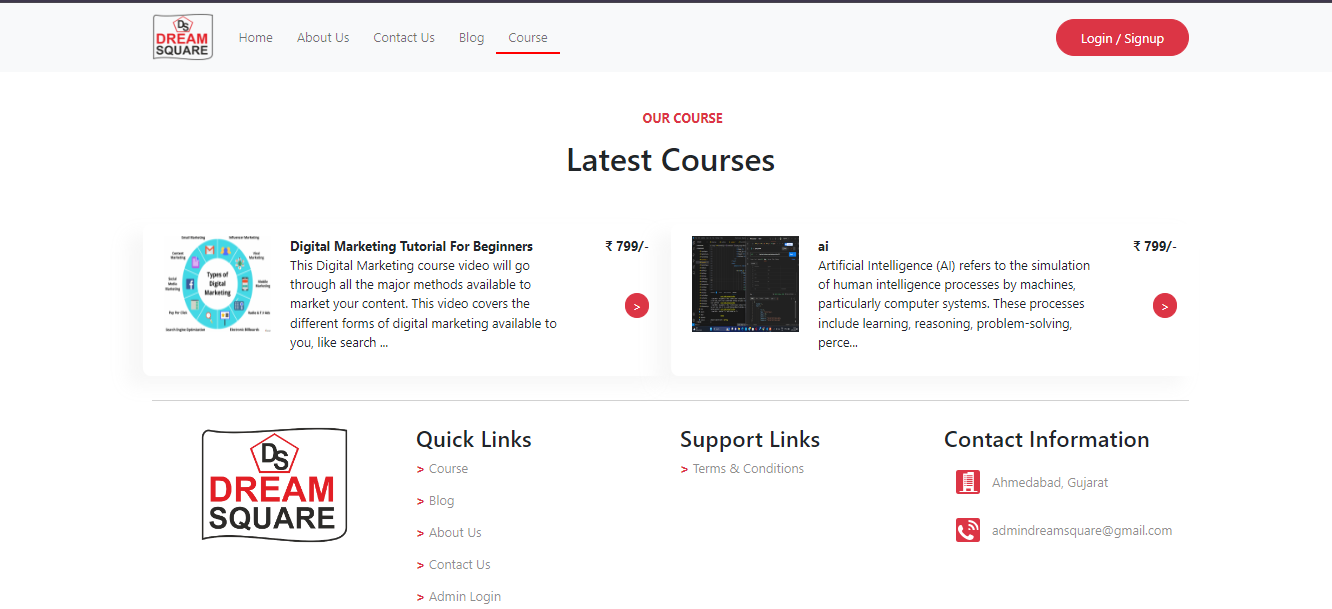 DS
DREAM
SQUARE
Home About Us Contact Us Blog Course
Login / Signup
OUR COURSE
Latest Courses
Types of
Digital
Marketing
Digital Marketing Tutorial For Beginners
₹ 799/-
This Digital Marketing course video will go
through all the major methods available to
market your content. This video covers the
different forms of digital marketing available to
you, like search ...
>
ai
₹ 799/-
Artificial Intelligence (AI) refers to the simulation
of human intelligence processes by machines,
particularly computer systems. These processes
include learning, reasoning, problem-solving,
perce...
>
DS
DREAM
SQUARE
Quick Links
> Course
> Blog
> About Us
> Contact Us
> Admin Login
Support Links
> Terms & Conditions
Contact Information
Ahmedabad, Gujarat
admindreamsquare@gmail.com